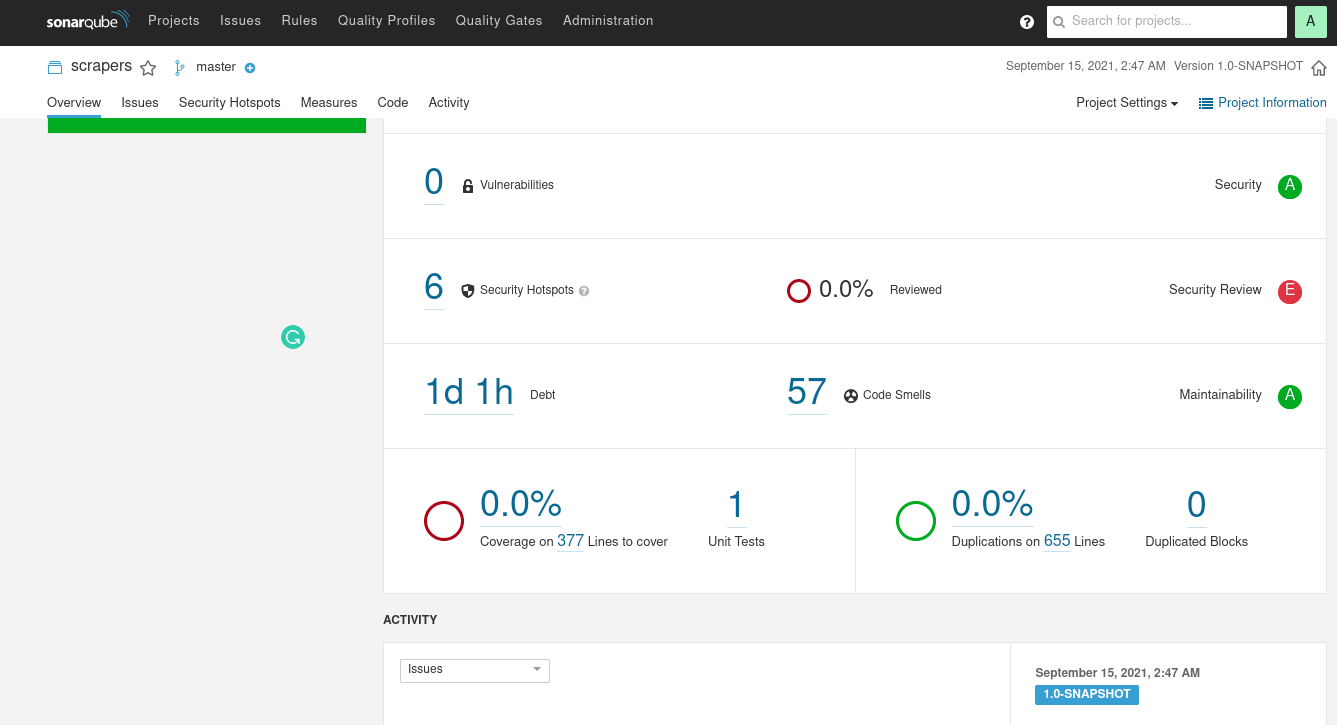 sonarqube Projects Issues Rules Quality Profiles Quality Gates Administration ? Search for projects... A
scrapers master September 15, 2021, 2:47 AM Version 1.0-SNAPSHOT
Overview Issues Security Hotspots Measures Code Activity Project Settings Project Information
0 Vulnerabilities Security A
6 Security Hotspots ? 0.0% Reviewed Security Review E
1d 1h Debt 57 Code Smells Maintainability A
0.0% 1 0.0% 0
Coverage on 377 Lines to cover Unit Tests Duplications on 655 Lines Duplicated Blocks
ACTIVITY
Issues September 15, 2021, 2:47 AM
1.0-SNAPSHOT